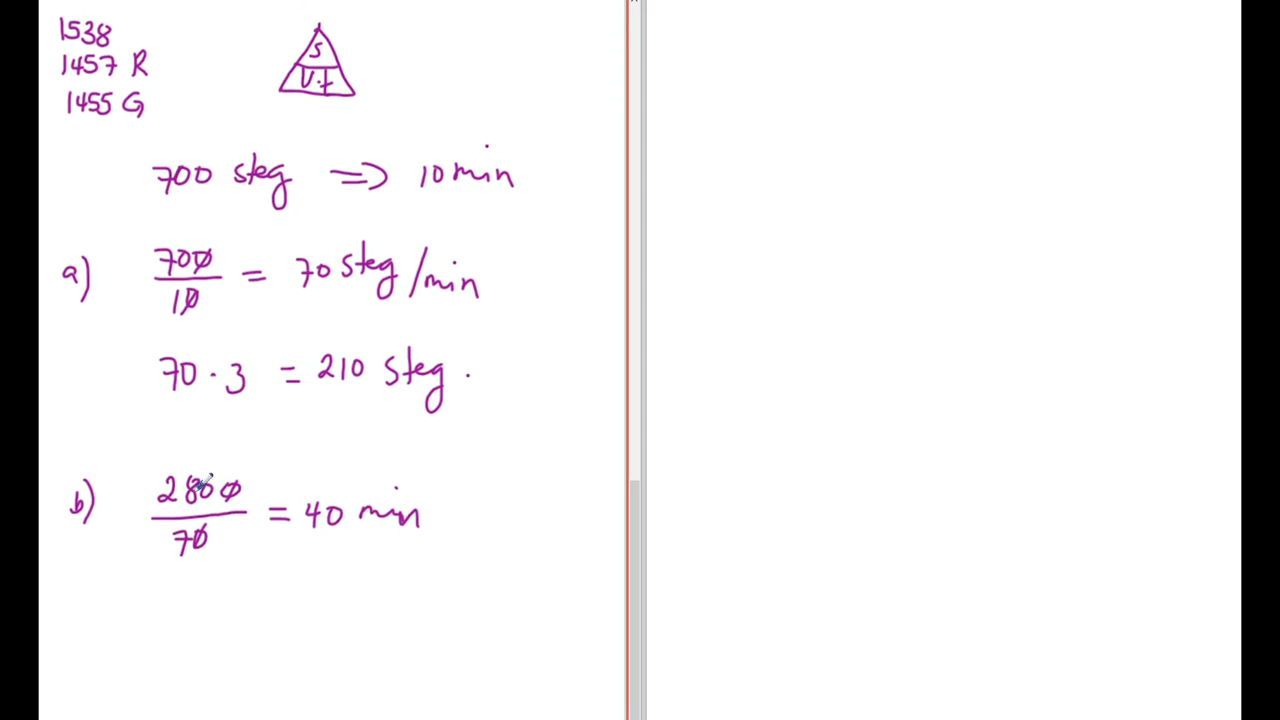 1538
1457 R
1455 G
S
v·t
700 steg => 10 min
a) 700/10 = 70 steg/min
70 · 3 = 210 steg.
b) 2800/70 = 40 min